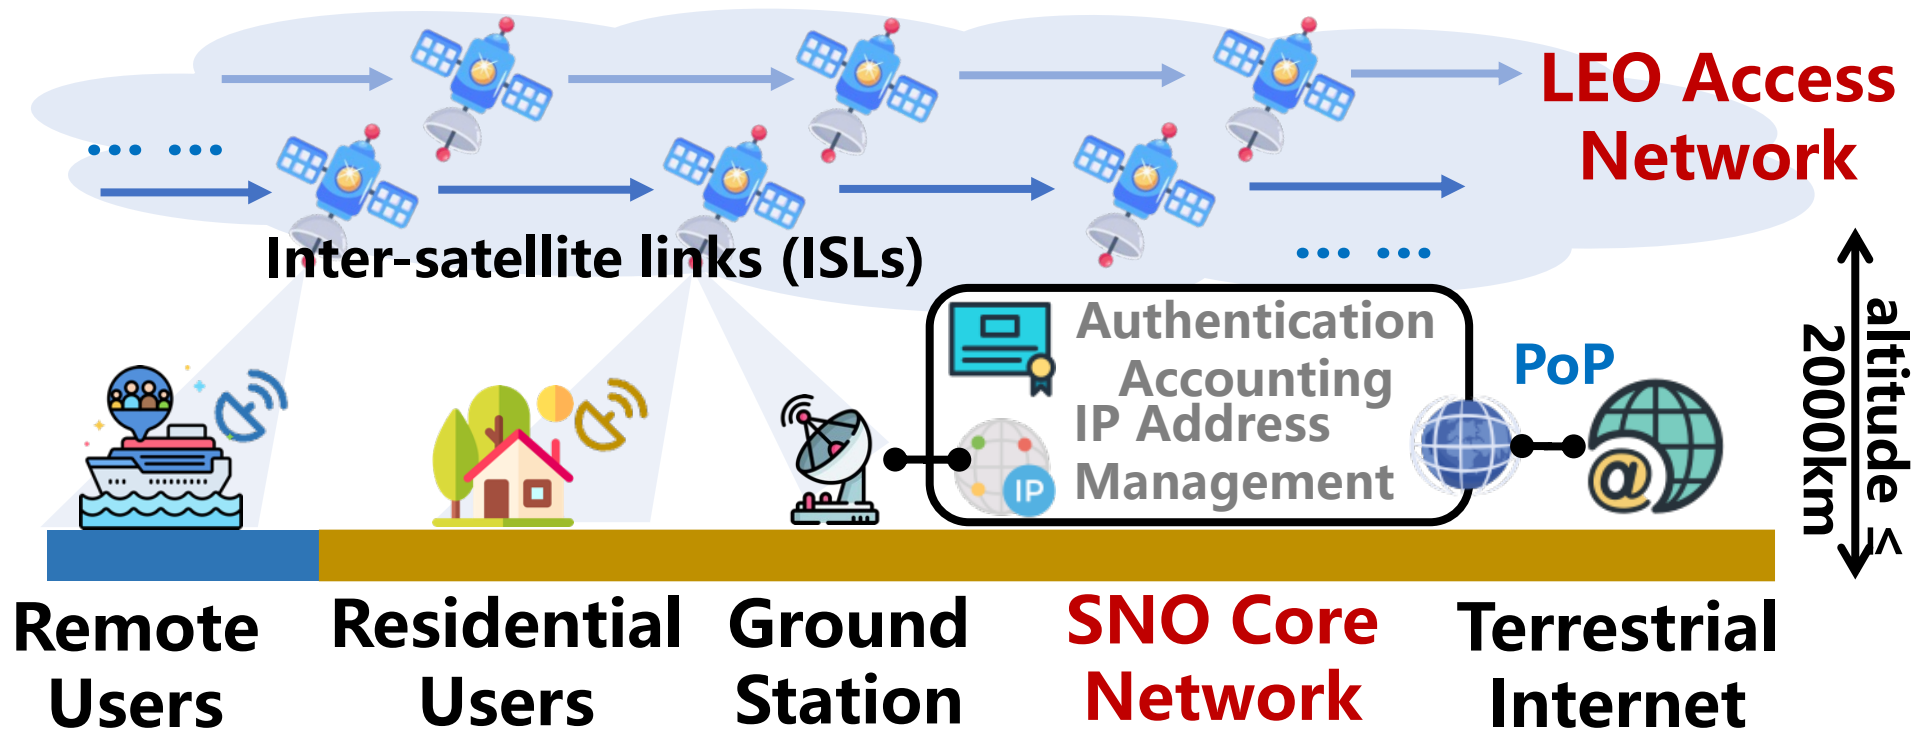 LEO Access
Network
... ...
Inter-satellite links (ISLs)
... ...
altitude ≤
2000km
Authentication
Accounting
IP Address
Management
IP
PoP
@
Remote
Users
Residential
Users
Ground
Station
SNO Core
Network
Terrestrial
Internet